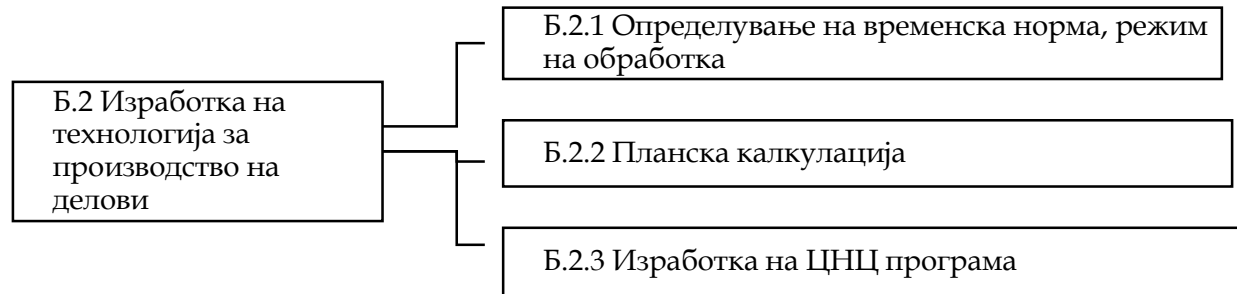 Б.2.1 Определување на временска норма, режим
на обработка
Б.2 Изработка на
технологија за
производство на
делови
Б.2.2 Планска калкулација
Б.2.3 Изработка на ЦНЦ програма